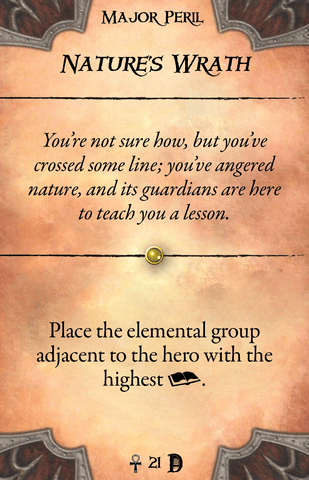 Major Peril
Nature's Wrath
You're not sure how, but you've
crossed some line; you've angered
nature, and its guardians are here
to teach you a lesson.
Place the elemental group
adjacent to the hero with the
highest .
21 D